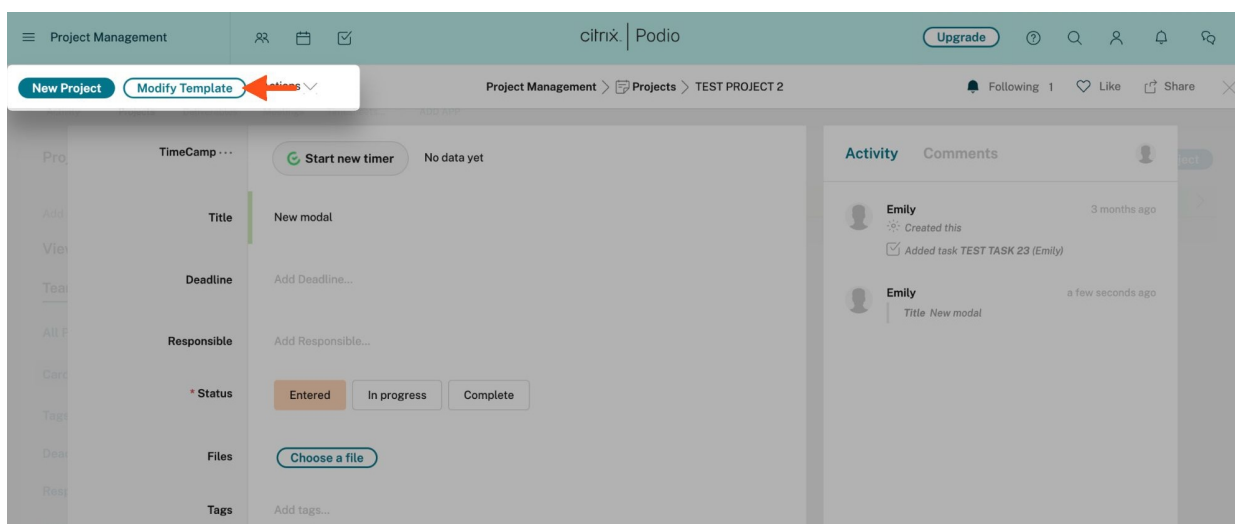 Project Management
citrix. | Podio
Upgrade
New Project
Modify Template
Project Management > Projects > TEST PROJECT 2
Following 1
Like
Share
TimeCamp ···
Start new timer
No data yet
Title
New modal
Deadline
Add Deadline...
Responsible
Add Responsible...
* Status
Entered
In progress
Complete
Files
Choose a file
Tags
Add tags...
Activity
Comments
Emily
3 months ago
Created this
Added task TEST TASK 23 (Emily)
Emily
a few seconds ago
Title New modal